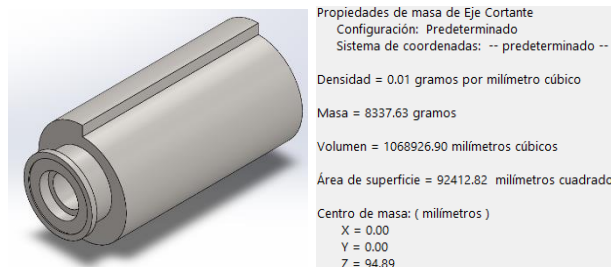 Propiedades de masa de Eje Cortante
Configuración: Predeterminado
Sistema de coordenadas: -- predeterminado --
Densidad = 0.01 gramos por milímetro cúbico
Masa = 8337.63 gramos
Volumen = 1068926.90 milímetros cúbicos
Área de superficie = 92412.82 milímetros cuadrado
Centro de masa: ( milímetros )
X = 0.00
Y = 0.00
Z = 94.89